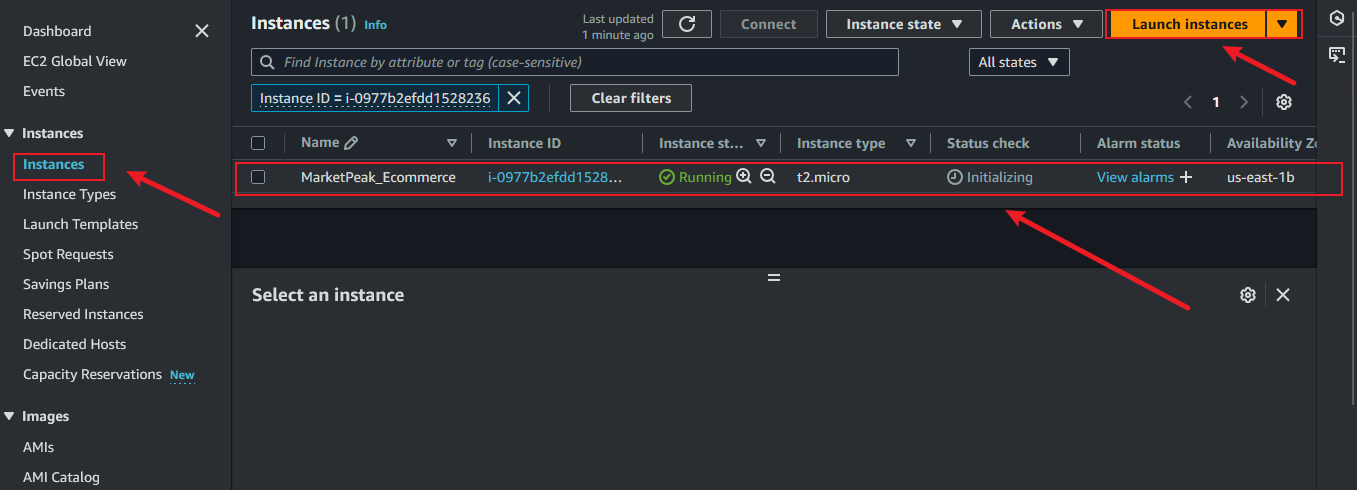 Dashboard
EC2 Global View
Events
Instances
Instances
Instance Types
Launch Templates
Spot Requests
Savings Plans
Reserved Instances
Dedicated Hosts
Capacity Reservations New
Images
AMIs
AMI Catalog
Instances (1) Info
Last updated
1 minute ago
Connect
Instance state
Actions
Launch instances
Find Instance by attribute or tag (case-sensitive)
All states
Instance ID = i-0977b2efdd1528236
Clear filters
1
Name Instance ID Instance st... Instance type Status check Alarm status Availability Z
MarketPeak_Ecommerce i-0977b2efdd1528... Running t2.micro Initializing View alarms + us-east-1b
Select an instance